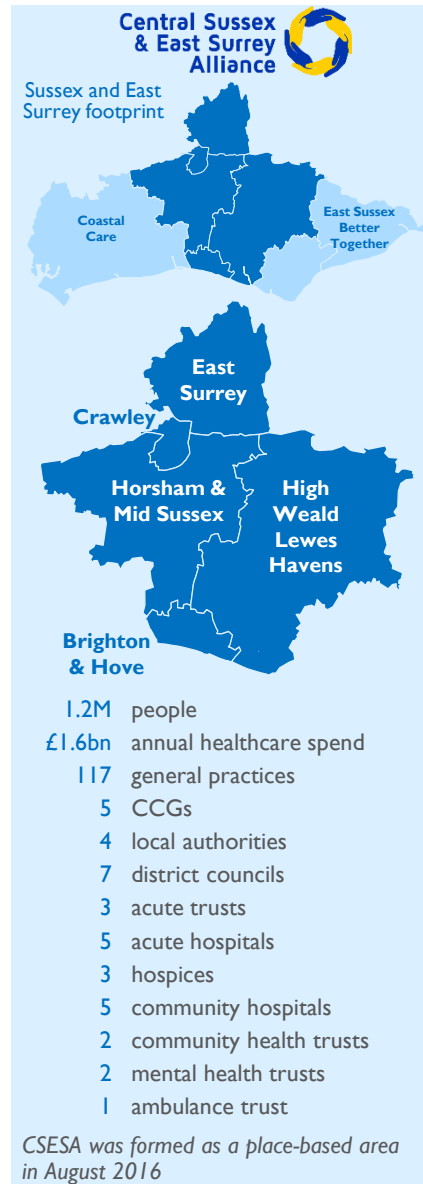 Central Sussex
& East Surrey
Alliance
Sussex and East
Surrey footprint
Coastal
Care
East Sussex
Better
Together
East
Surrey
Crawley
Horsham &
Mid Sussex
High
Weald
Lewes
Havens
Brighton
& Hove
1.2M people
£1.6bn annual healthcare spend
117 general practices
5 CCGs
4 local authorities
7 district councils
3 acute trusts
5 acute hospitals
3 hospices
5 community hospitals
2 community health trusts
2 mental health trusts
1 ambulance trust
CSESA was formed as a place-based area
in August 2016